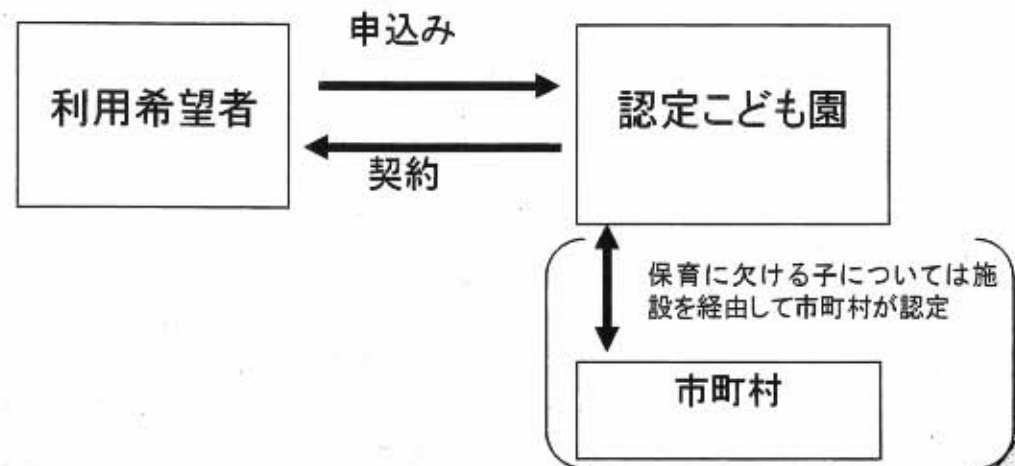 申込み
利用希望者
認定こども園
契約
保育に欠ける子については施
設を経由して市町村が認定
市町村